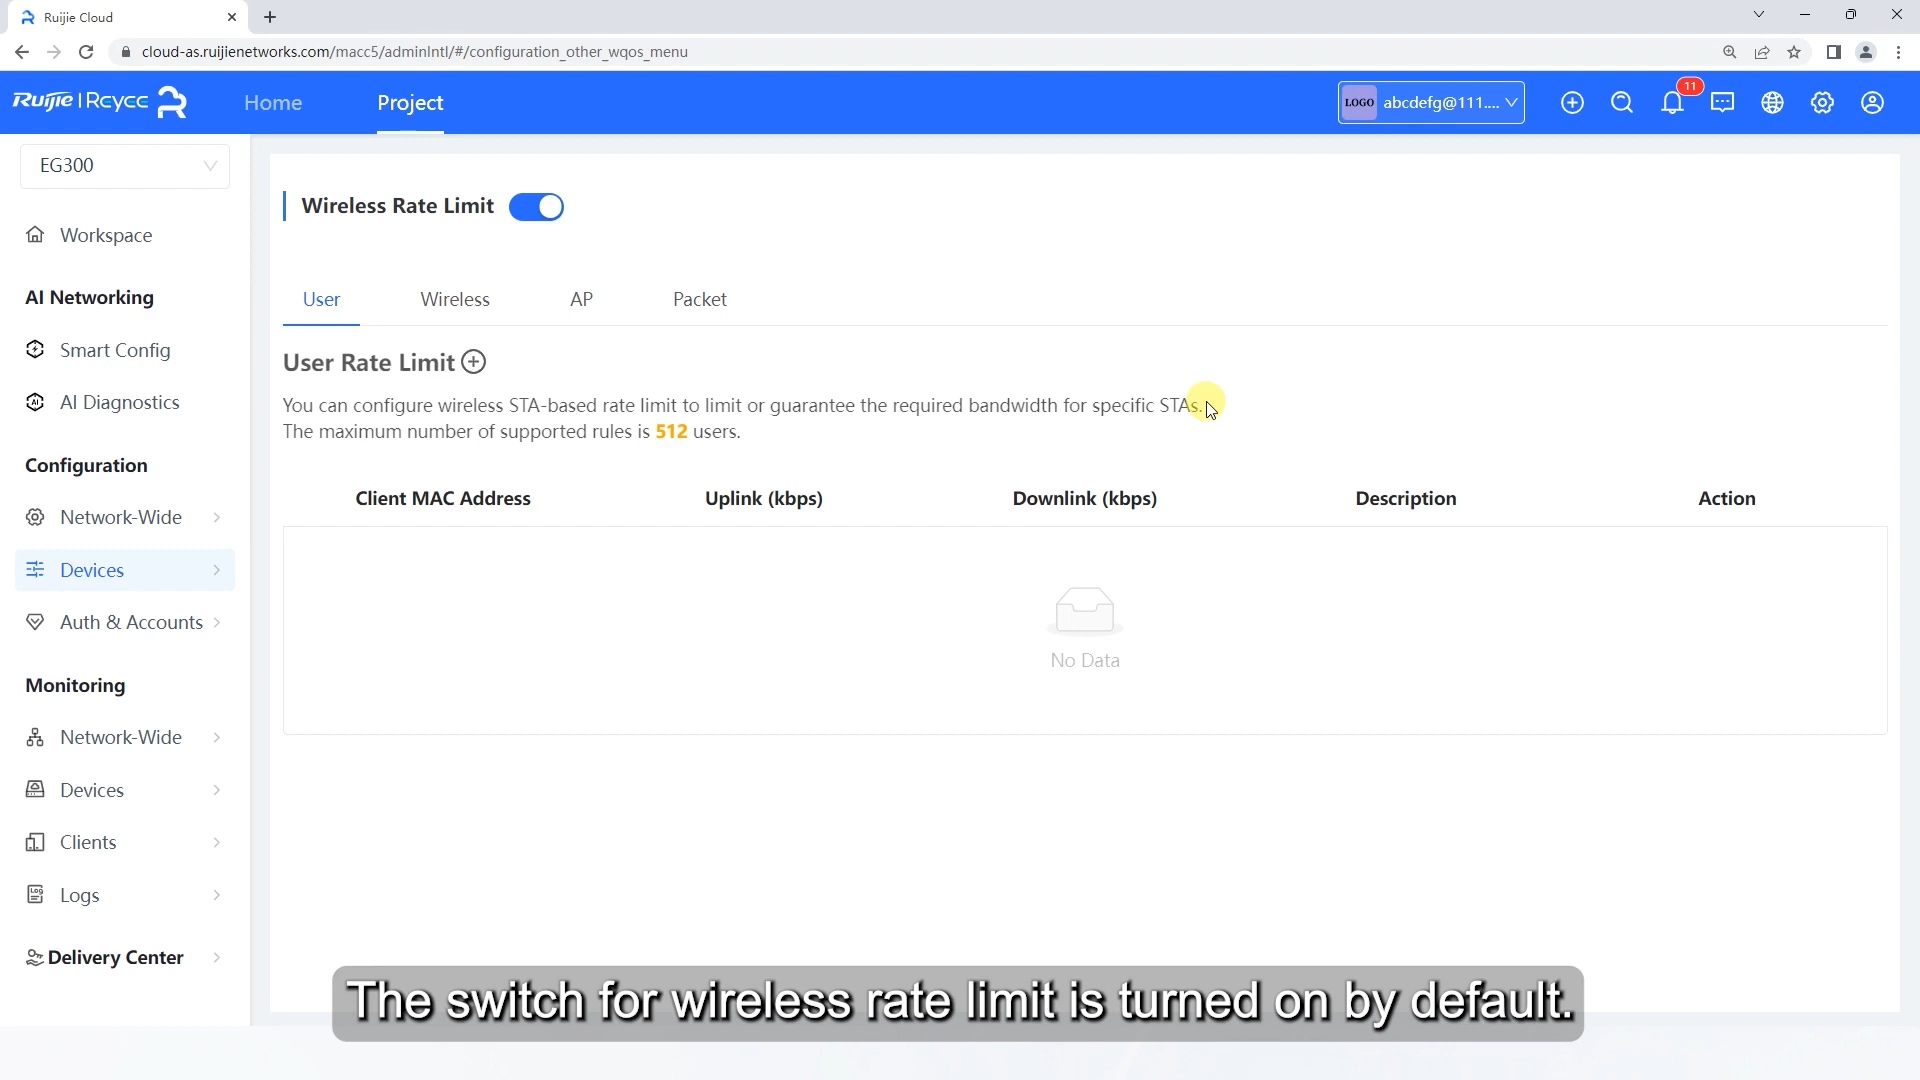 Ruijie Cloud
cloud-as.ruijienetworks.com/macc5/adminIntl/#/configuration_other_wqos_menu
Ruijie | Reyee
Home
Project
LOGO
abcdefg@111....
11
EG300
Workspace
AI Networking
Smart Config
AI Diagnostics
Configuration
Network-Wide
Devices
Auth & Accounts
Monitoring
Network-Wide
Devices
Clients
Logs
Delivery Center
Wireless Rate Limit
User Wireless AP Packet
User Rate Limit
You can configure wireless STA-based rate limit to limit or guarantee the required bandwidth for specific STAs.
The maximum number of supported rules is 512 users.
Client MAC Address Uplink (kbps) Downlink (kbps) Description Action
No Data
The switch for wireless rate limit is turned on by default.